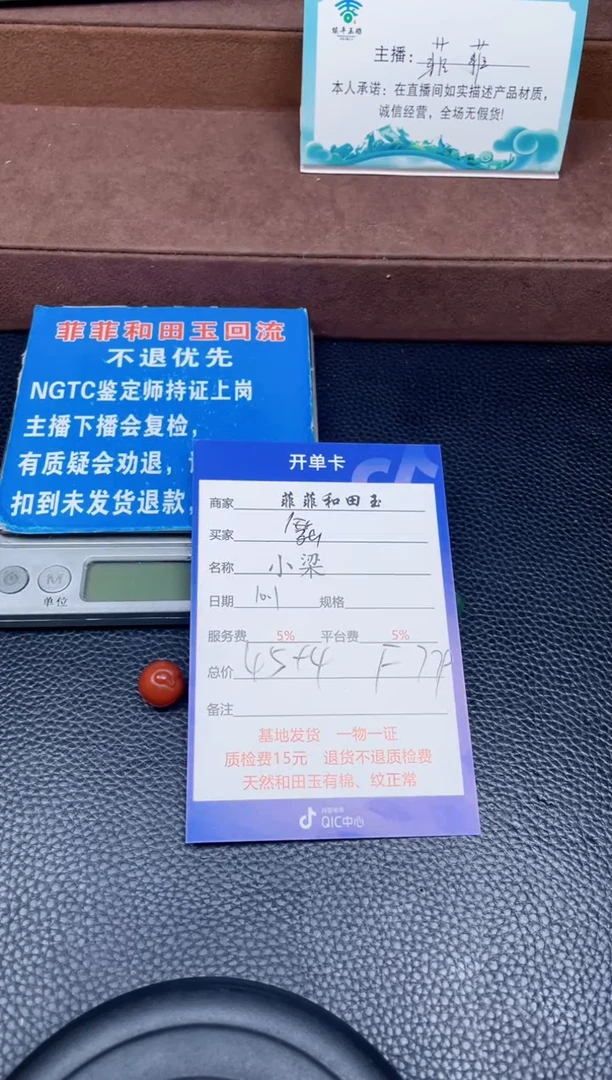 主播：菲菲
本人承诺：在直播间如实描述产品材质，
诚信经营，全场无假货!
菲菲和田玉回流
不退优先
NGTC鉴定师持证上岗
主播下播会复检，
有质疑会劝退，
扣到未发货退款，
单位
开单卡
商家 菲菲和田玉
买家
名称 小梁
日期 10.1 规格
服务费 5% 平台费 5%
总价 45+4
备注
基地发货 一物一证
质检费15元 退货不退质检费
天然和田玉有棉、纹正常
QIC中心